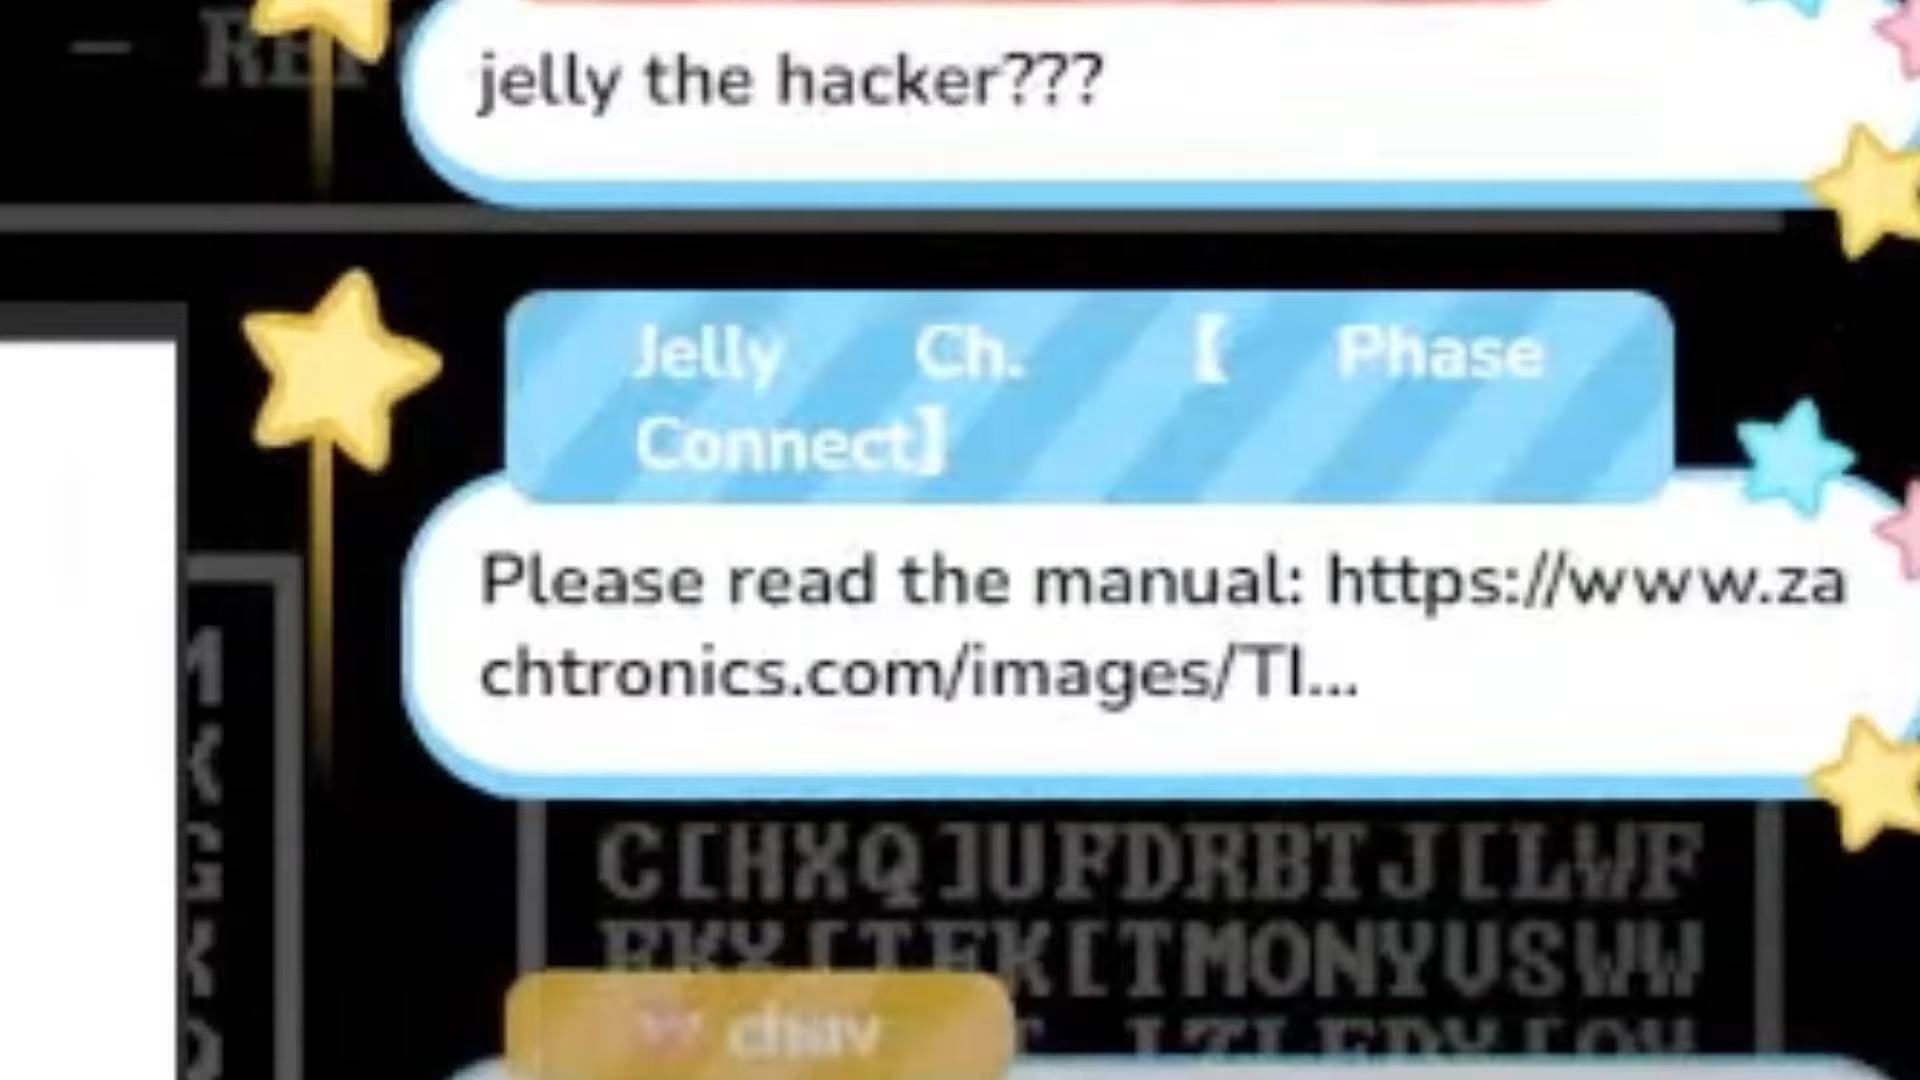 jelly the hacker???
Jelly Ch. 【 Phase
Connect】
Please read the manual: https://www.za
chtronics.com/images/TI...
C[HXQ]UFDRBTJ[LWF
K[TMONYVSWW